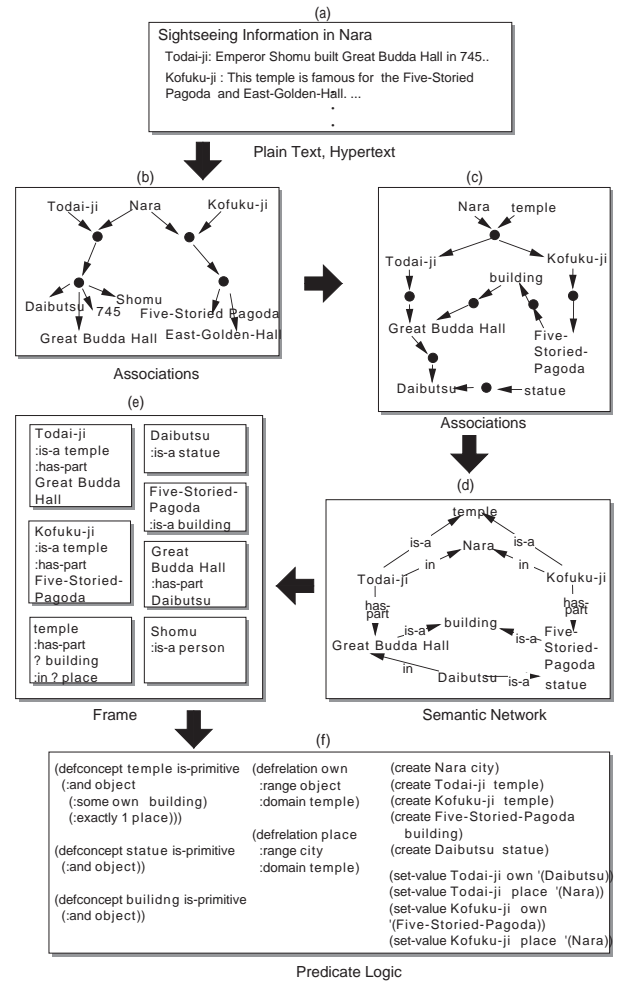 (a)
Sightseeing Information in Nara
Todai-ji: Emperor Shomu built Great Budda Hall in 745..
Kofuku-ji : This temple is famous for the Five-Storied
Pagoda and East-Golden-Hall. ...
.
.
Plain Text, Hypertext
(b)
Todai-ji
Nara
Kofuku-ji
Daibutsu
745
Shomu
Five-Storied Pagoda
Great Budda Hall
East-Golden-Hall
Associations
(c)
Nara
temple
Todai-ji
Kofuku-ji
building
Great Budda Hall
Five-
Storied-
Pagoda
Daibutsu
statue
Associations
(d)
temple
is-a
is-a
Nara
in
in
Todai-ji
Kofuku-ji
has-
part
has-
part
building
is-a
is-a
Great Budda Hall
Five-
Storied-
Pagoda
in
Daibutsu
is-a
statue
Semantic Network
(e)
Todai-ji
:is-a temple
:has-part
Great Budda
Hall
Daibutsu
:is-a statue
Five-Storied-
Pagoda
:is-a building
Kofuku-ji
:is-a temple
:has-part
Five-Storied-
Pagoda
Great
Budda Hall
:has-part
Daibutsu
temple
:has-part
? building
:in ? place
Shomu
:is-a person
Frame
(f)
(defconcept temple is-primitive
(:and object
(:some own building)
(:exactly 1 place)))
(defconcept statue is-primitive
(:and object))
(defconcept builidng is-primitive
(:and object))
(defrelation own
:range object
:domain temple)
(defrelation place
:range city
:domain temple)
(create Nara city)
(create Todai-ji temple)
(create Kofuku-ji temple)
(create Five-Storied-Pagoda
building)
(create Daibutsu statue)
(set-value Todai-ji own '(Daibutsu))
(set-value Todai-ji place '(Nara))
(set-value Kofuku-ji own
'(Five-Storied-Pagoda))
(set-value Kofuku-ji place '(Nara))
Predicate Logic